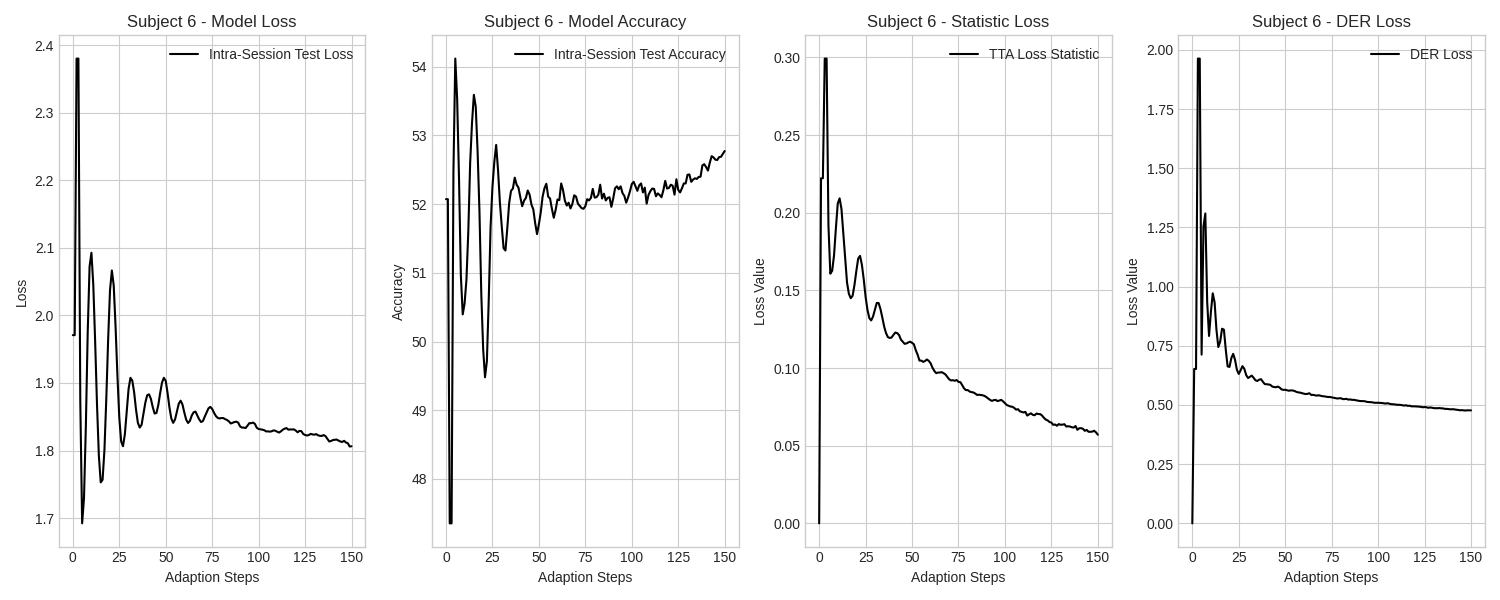 Subject 6 - Model Loss
Intra-Session Test Loss
2.4
2.3
2.2
2.1
2.0
1.9
1.8
1.7
Loss
0 25 50 75 100 125 150
Adaption Steps
Subject 6 - Model Accuracy
Intra-Session Test Accuracy
54
53
52
51
50
49
48
Accuracy
0 25 50 75 100 125 150
Adaption Steps
Subject 6 - Statistic Loss
TTA Loss Statistic
0.30
0.25
0.20
0.15
0.10
0.05
0.00
Loss Value
0 25 50 75 100 125 150
Adaption Steps
Subject 6 - DER Loss
DER Loss
2.00
1.75
1.50
1.25
1.00
0.75
0.50
0.25
0.00
Loss Value
0 25 50 75 100 125 150
Adaption Steps